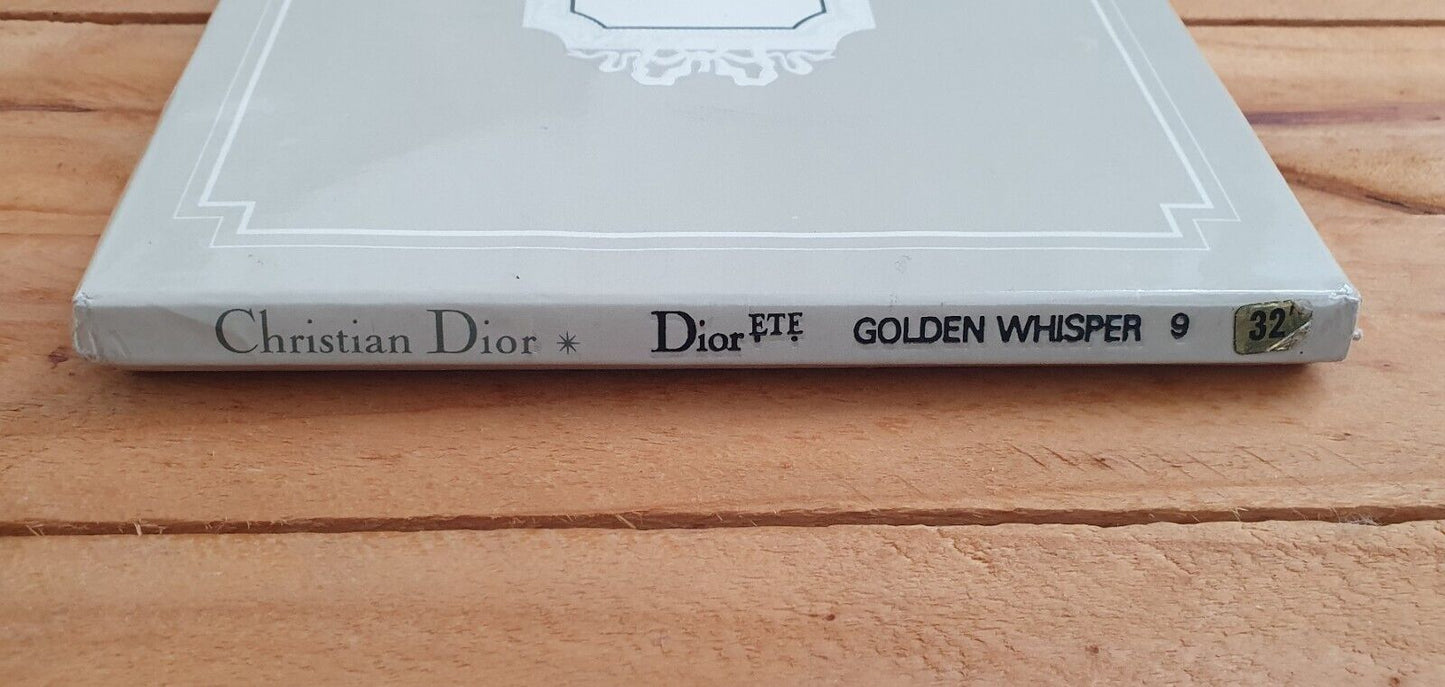 Christian Dior * Dior ETE GOLDEN WHISPER 9 32"